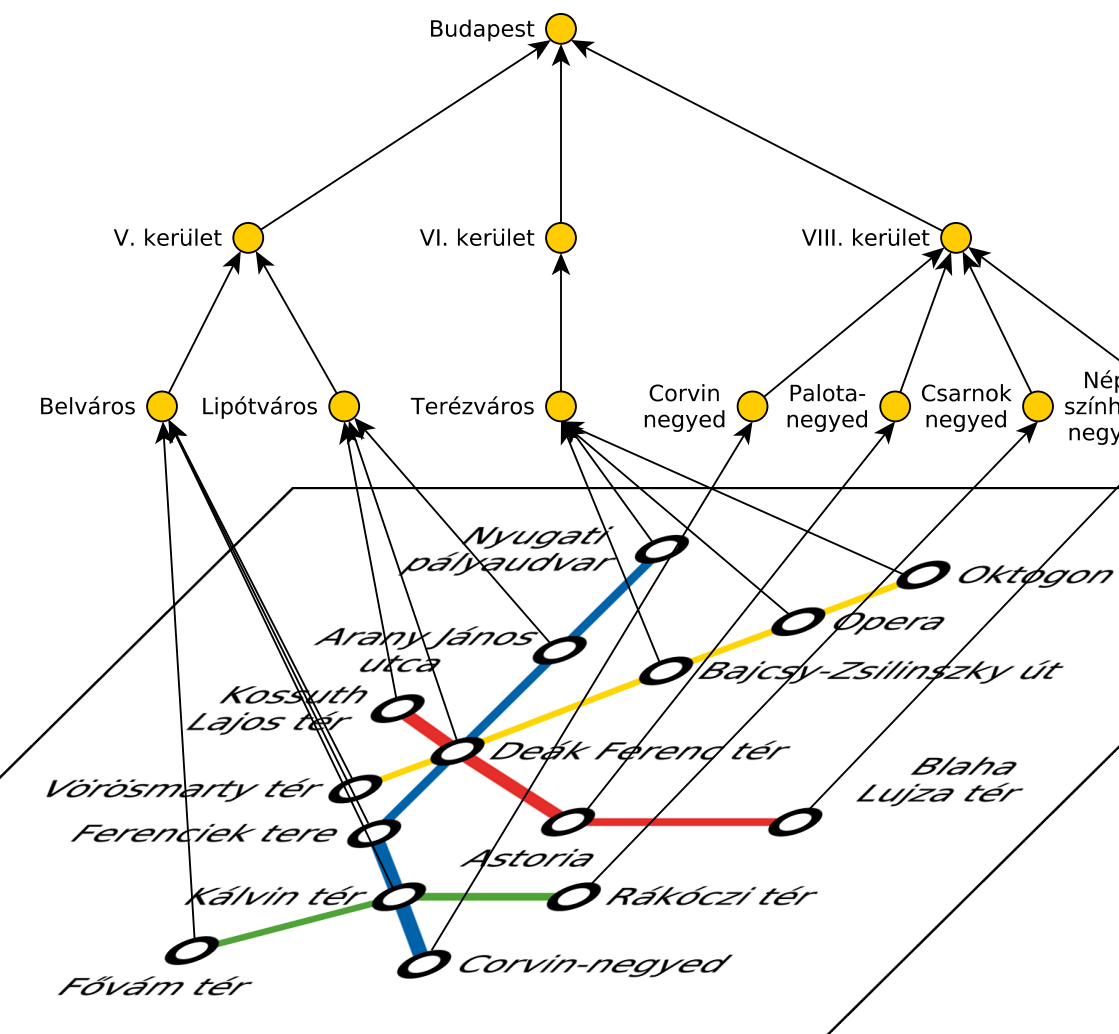 Budapest
V. kerület
VI. kerület
VIII. kerület
Belváros
Lipótváros
Terézváros
Corvin
negyed
Palota-
negyed
Csarnok
negyed
Nyugati
pályaudvar
Oktogon
Opera
Arany János
utca
Bajcsy-Zsilinszky út
Kossuth
Lajos tér
Deák Ferenc tér
Blaha
Lujza tér
Vörösmarty tér
Ferenciek tere
Astoria
Kálvin tér
Rákóczi tér
Corvin-negyed
Fővám tér